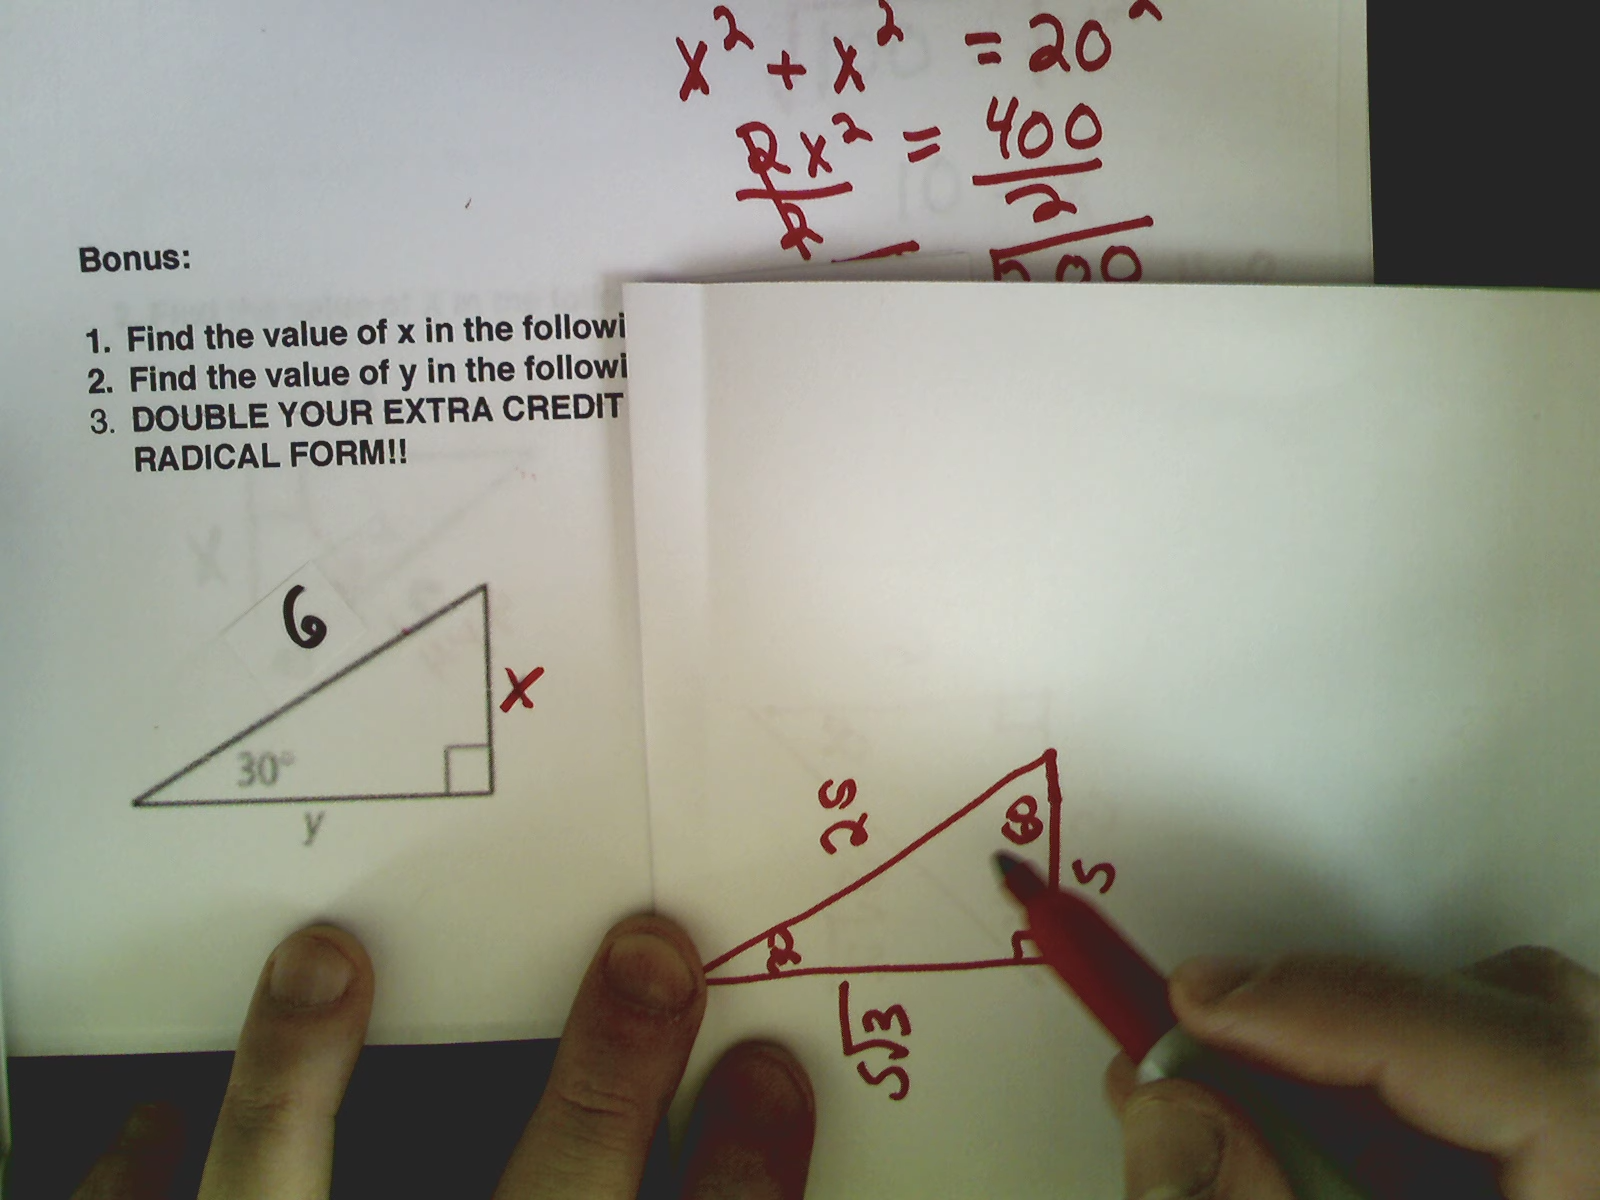 x² + x² = 20²
2x² = 400
2 2
200
Bonus:
1. Find the value of x in the followi
2. Find the value of y in the followi
3. DOUBLE YOUR EXTRA CREDIT
RADICAL FORM!!
6
x
30°
y
2s
60
s
30
s√3